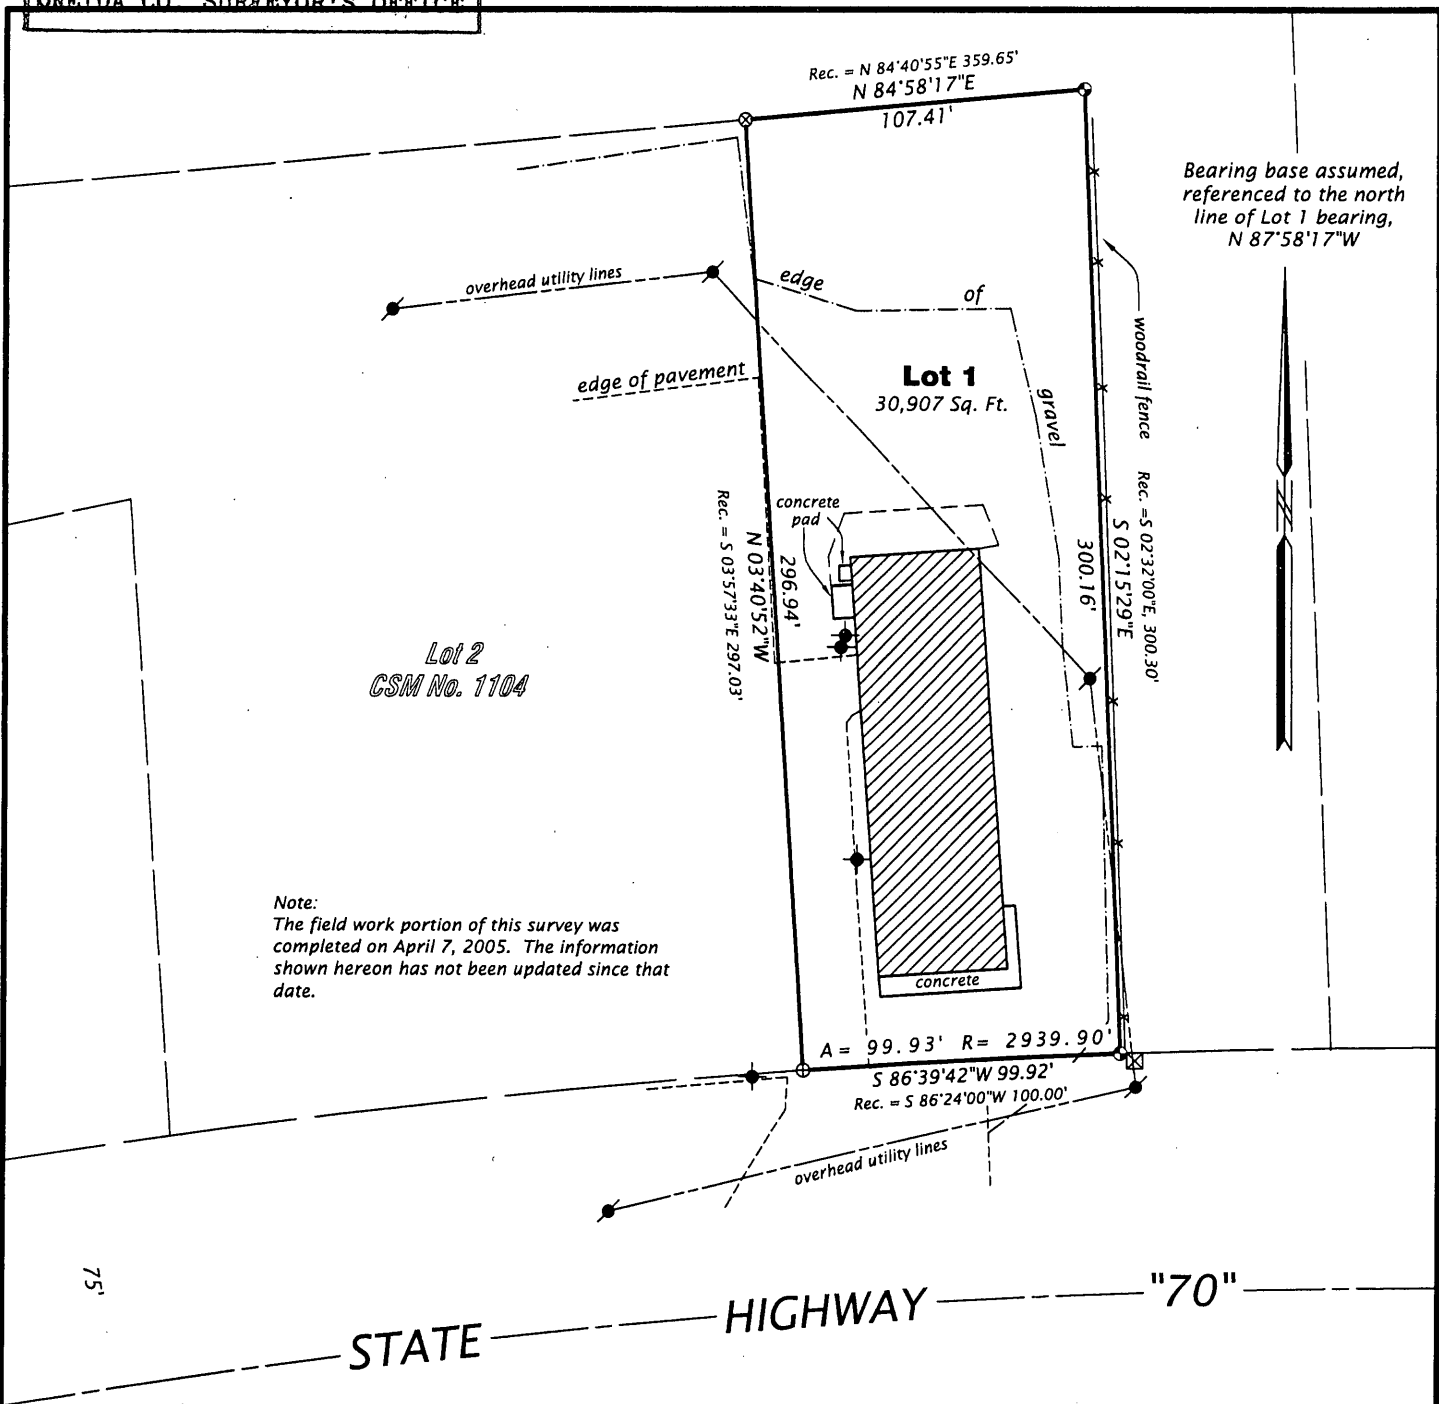 ONEIDA CO. SURVEYOR'S OFFICE
Rec. = N 84°40'55"E 359.65'
N 84°58'17"E
107.41'
Bearing base assumed,
referenced to the north
line of Lot 1 bearing,
N 87°58'17"W
overhead utility lines
edge of gravel
edge of pavement
Lot 1
30,907 Sq. Ft.
woodrail fence
Rec. =S 02°32'00"E, 300.30'
S 02°15'29"E
300.16'
concrete
pad
296.94'
N 03°40'52"W
Rec. = S 03°57'33"E 297.03'
Lot 2
CSM No. 1104
Note:
The field work portion of this survey was
completed on April 7, 2005. The information
shown hereon has not been updated since that
date.
concrete
A= 99.93' R= 2939.90'
S 86°39'42"W 99.92'
Rec. = S 86°24'00"W 100.00'
overhead utility lines
75'
STATE HIGHWAY "70"